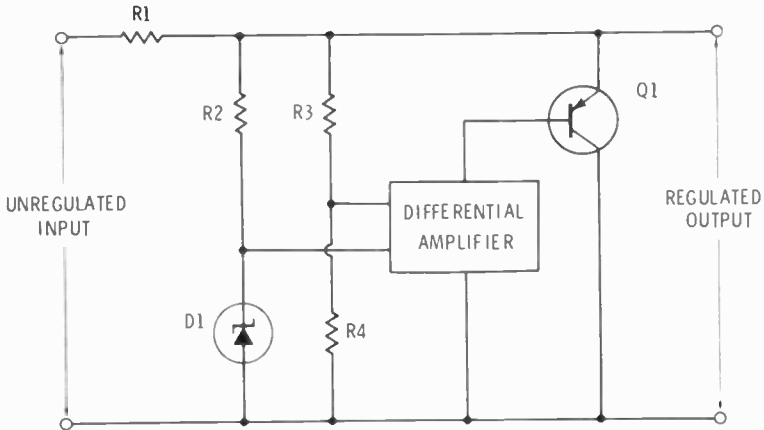 R1
R2
R3
Q1
UNREGULATED
INPUT
DIFFERENTIAL
AMPLIFIER
REGULATED
OUTPUT
D1
R4